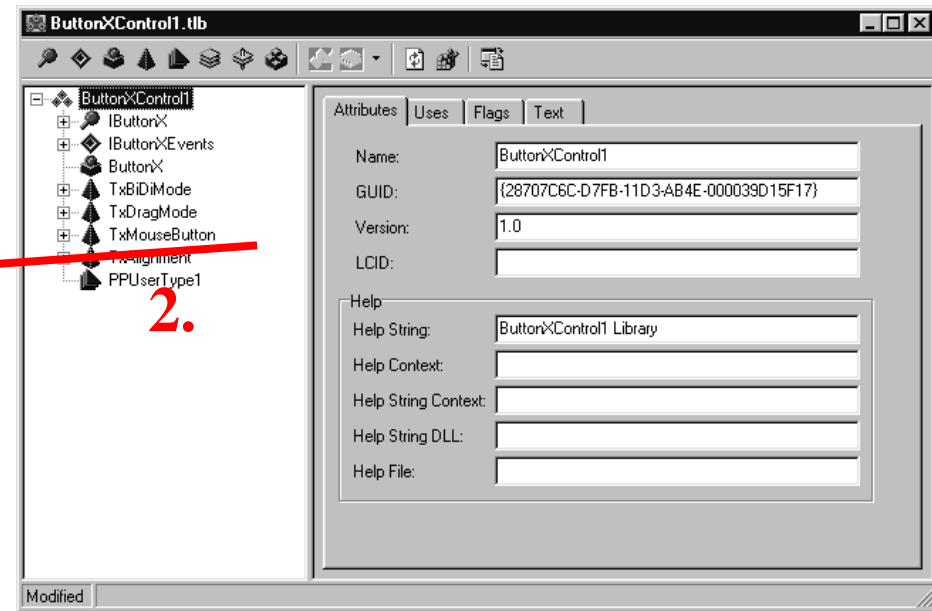 ButtonXControl1.tlb
ButtonXControl1
IButtonX
IButtonXEvents
ButtonX
TxBiDiMode
TxDragMode
TxMouseButton
TxAlignment
PPUserType1
2.
Attributes Uses Flags Text
Name: ButtonXControl1
GUID: {28707C6C-D7FB-11D3-AB4E-000039D15F17}
Version: 1.0
LCID:
Help
Help String: ButtonXControl1 Library
Help Context:
Help String Context:
Help String DLL:
Help File:
Modified